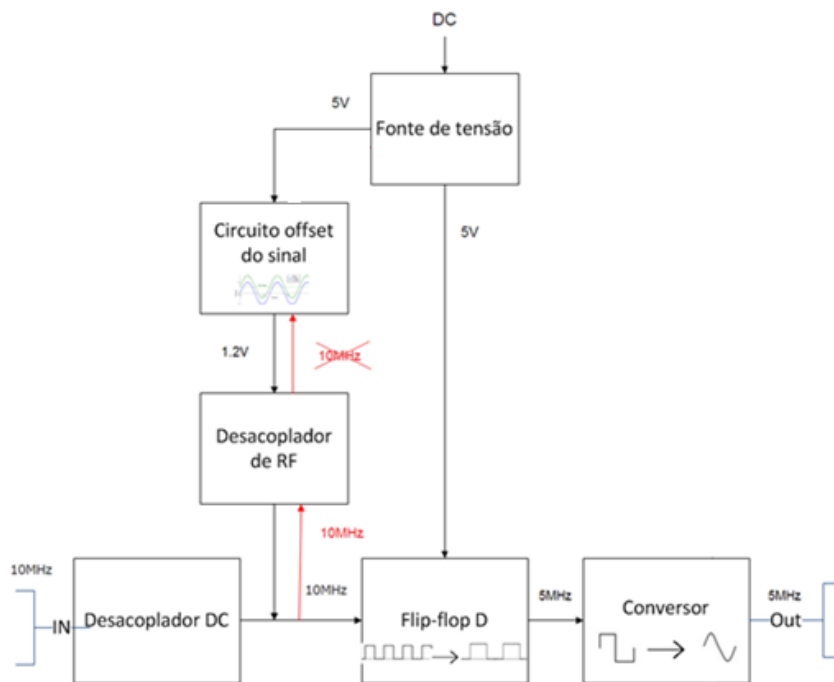 DC
5V
Fonte de tensão
Circuito offset
do sinal
5V
1.2V
10MHz
Desacoplador
de RF
10MHz
10MHz
10MHz
5MHz
5MHz
IN
Desacoplador DC
Flip-flop D
Conversor
Out